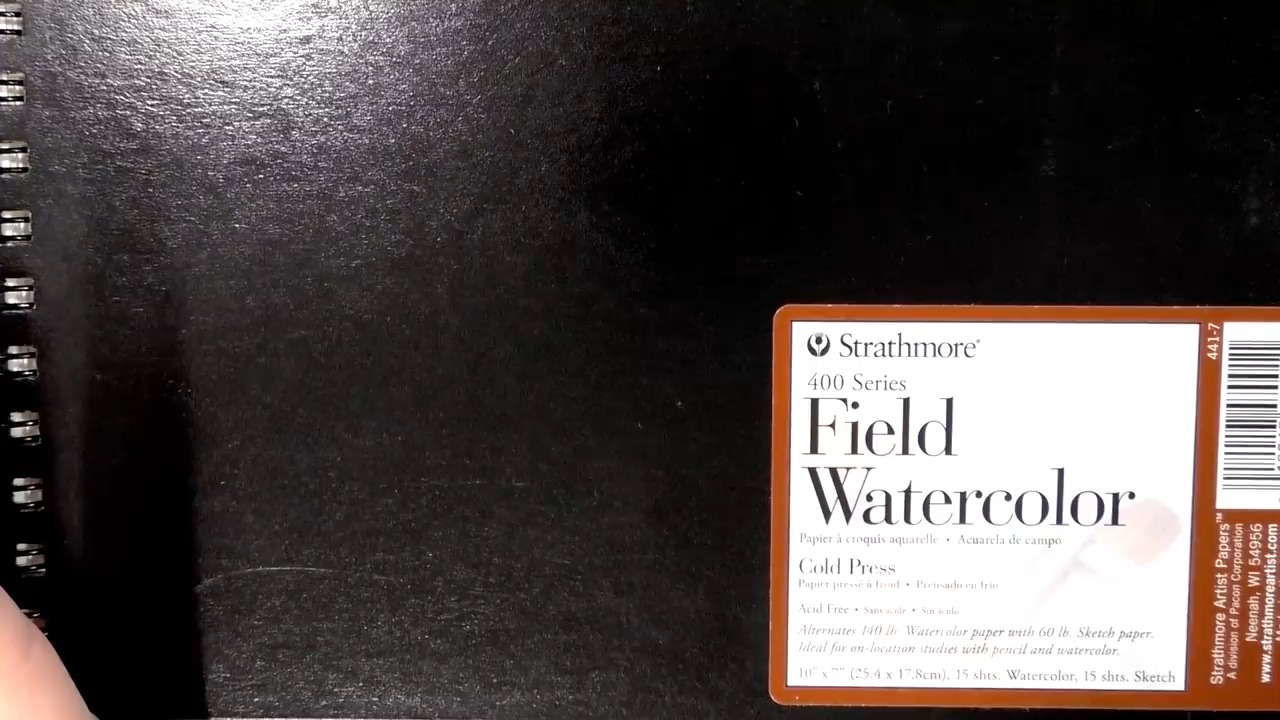 Strathmore®
400 Series
Field
Watercolor
Papier à croquis aquarelle • Acuarela de campo
Cold Press
Papier pressé à froid • Prensado en frío
Acid Free • Sans acide • Sin ácido
Alternates 140 lb. Watercolor paper with 60 lb. Sketch paper.
Ideal for on-location studies with pencil and watercolor.
10" x 7" (25.4 x 17.8cm), 15 shts. Watercolor, 15 shts. Sketch
441-7
Strathmore Artist Papers™
A division of Pacon Corporation
Neenah, WI 54956
www.strathmoreartist.com